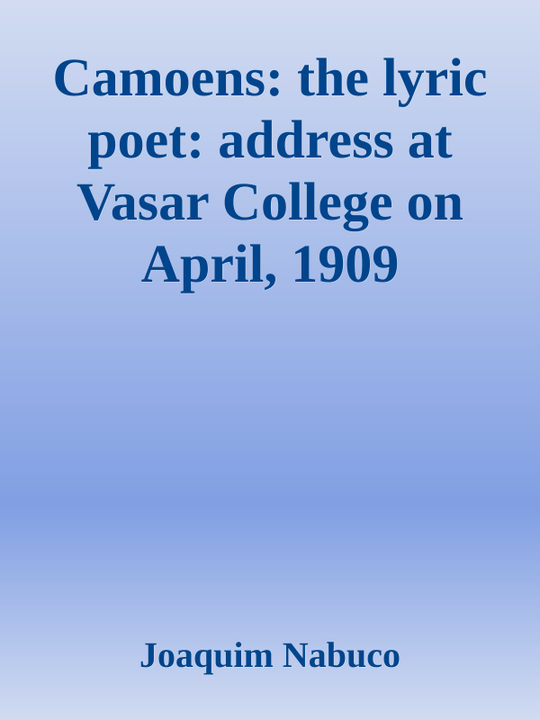 Camoens: the lyric
poet: address at
Vasar College on
April, 1909
Joaquim Nabuco